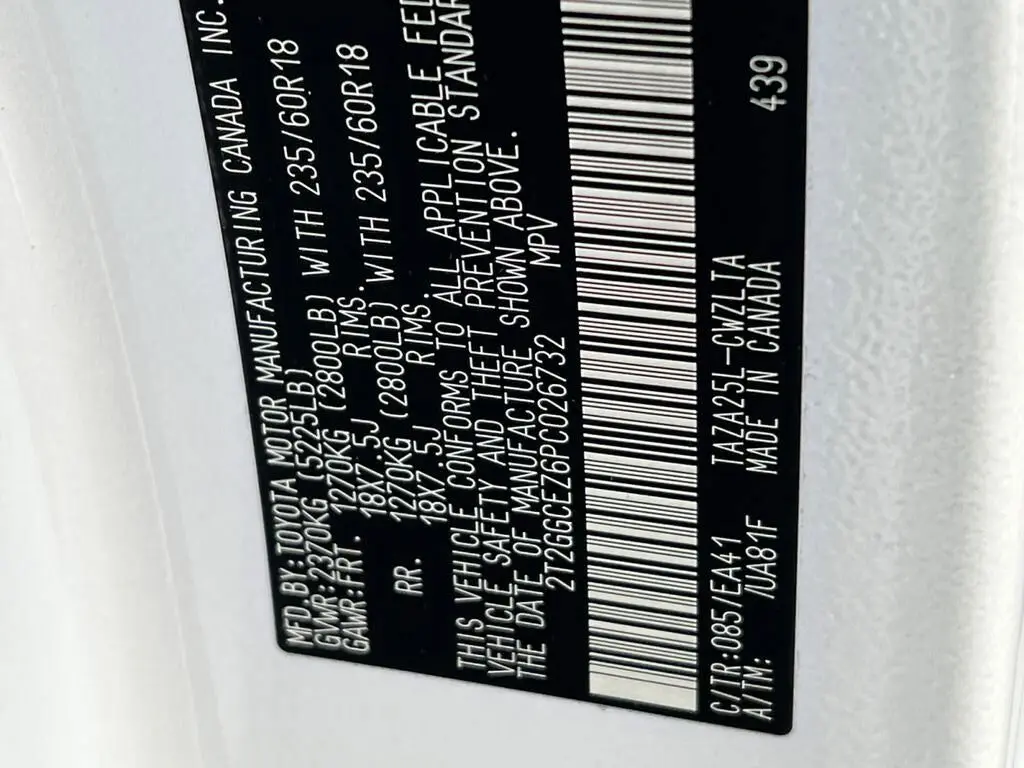 MFD.BY:TOYOTA MOTOR MANUFACTURING CANADA INC.
GVWR:2370KG (5225LB)
GAWR:FRT. 1270KG (2800LB) WITH 235/60R18
18X7.5J RIMS.
RR. 1270KG (2800LB) WITH 235/60R18
18X7.5J RIMS.
THIS VEHICLE CONFORMS TO ALL APPLICABLE FED
VEHICLE SAFETY AND THEFT PREVENTION STANDAR
THE DATE OF MANUFACTURE SHOWN ABOVE.
2T2GGCEZ6PC026732 MPV
C/TR:085/EA41 TAZA25L-CWZLTA 439
A/TM: /UA81F MADE IN CANADA